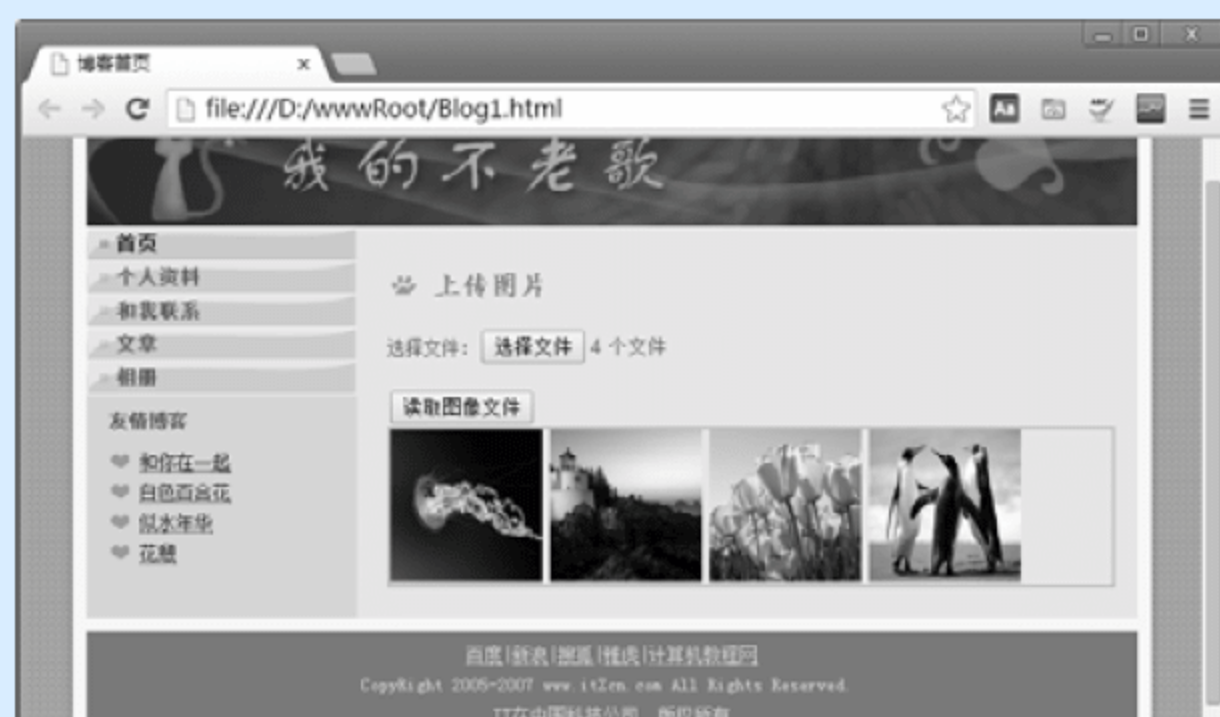 博客首页
file:///D:/wwwRoot/Blog1.html
我的不老歌
首页
个人资料
和我联系
文章
相册
友情博客
和你在一起
白色百合花
似水年华
上传图片
选择文件: 选择文件 4 个文件
读取图像文件
百度|新浪|搜狐|雅虎|计算机教程网
CopyRight 2005-2007 www.itZcn.com All Rights Reserved.